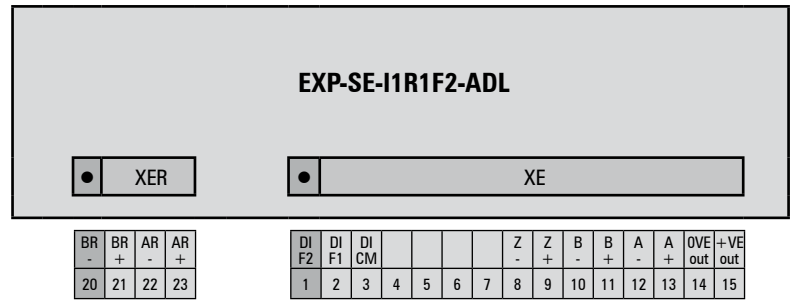 EXP-SE-I1R1F2-ADL
XER XE
BR BR AR AR DI DI DI Z Z B B A A 0VE +VE
- + - + F2 F1 CM - + - + - + out out
20 21 22 23 1 2 3 4 5 6 7 8 9 10 11 12 13 14 15